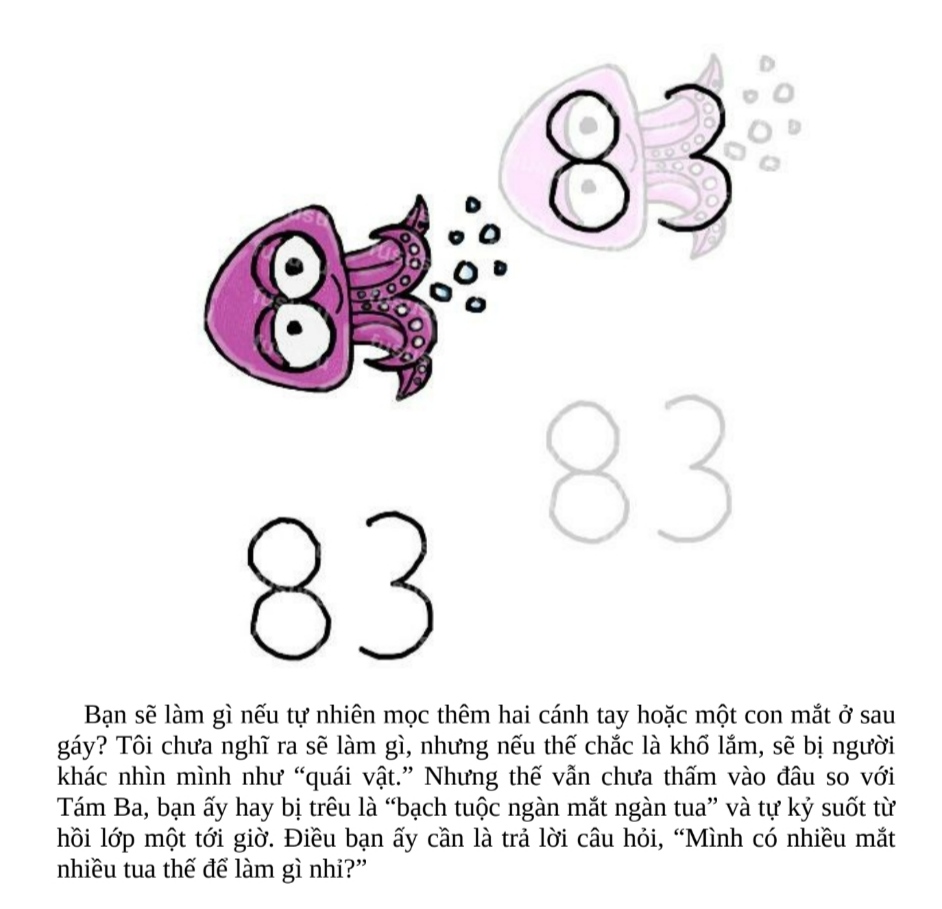 83
83
83
Bạn sẽ làm gì nếu tự nhiên mọc thêm hai cánh tay hoặc một con mắt ở sau
gáy? Tôi chưa nghĩ ra sẽ làm gì, nhưng nếu thế chắc là khổ lắm, sẽ bị người
khác nhìn mình như “quái vật.” Nhưng thế vẫn chưa thấm vào đâu so với
Tám Ba, bạn ấy hay bị trêu là “bạch tuộc ngàn mắt ngàn tua” và tự kỷ suốt từ
hồi lớp một tới giờ. Điều bạn ấy cần là trả lời câu hỏi, “Mình có nhiều mắt
nhiều tua thế để làm gì nhỉ?”